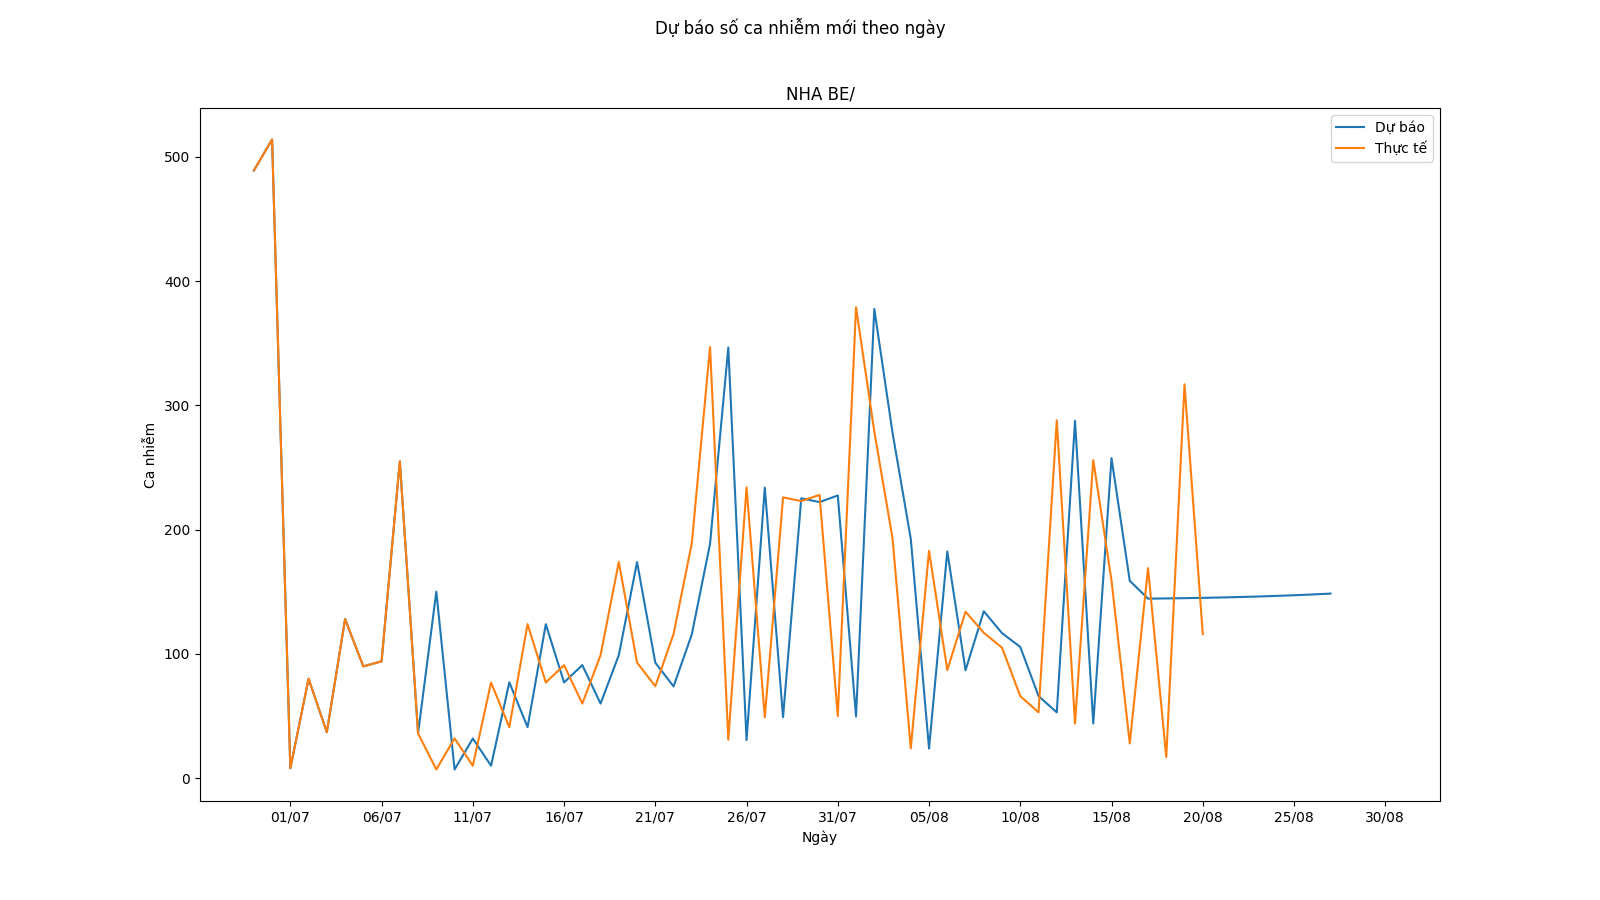 Dự báo số ca nhiễm mới theo ngày
NHA BE/
Dự báo
Thực tế
500
400
300
200
100
0
Ca nhiễm
01/07 06/07 11/07 16/07 21/07 26/07 31/07 05/08 10/08 15/08 20/08 25/08 30/08
Ngày